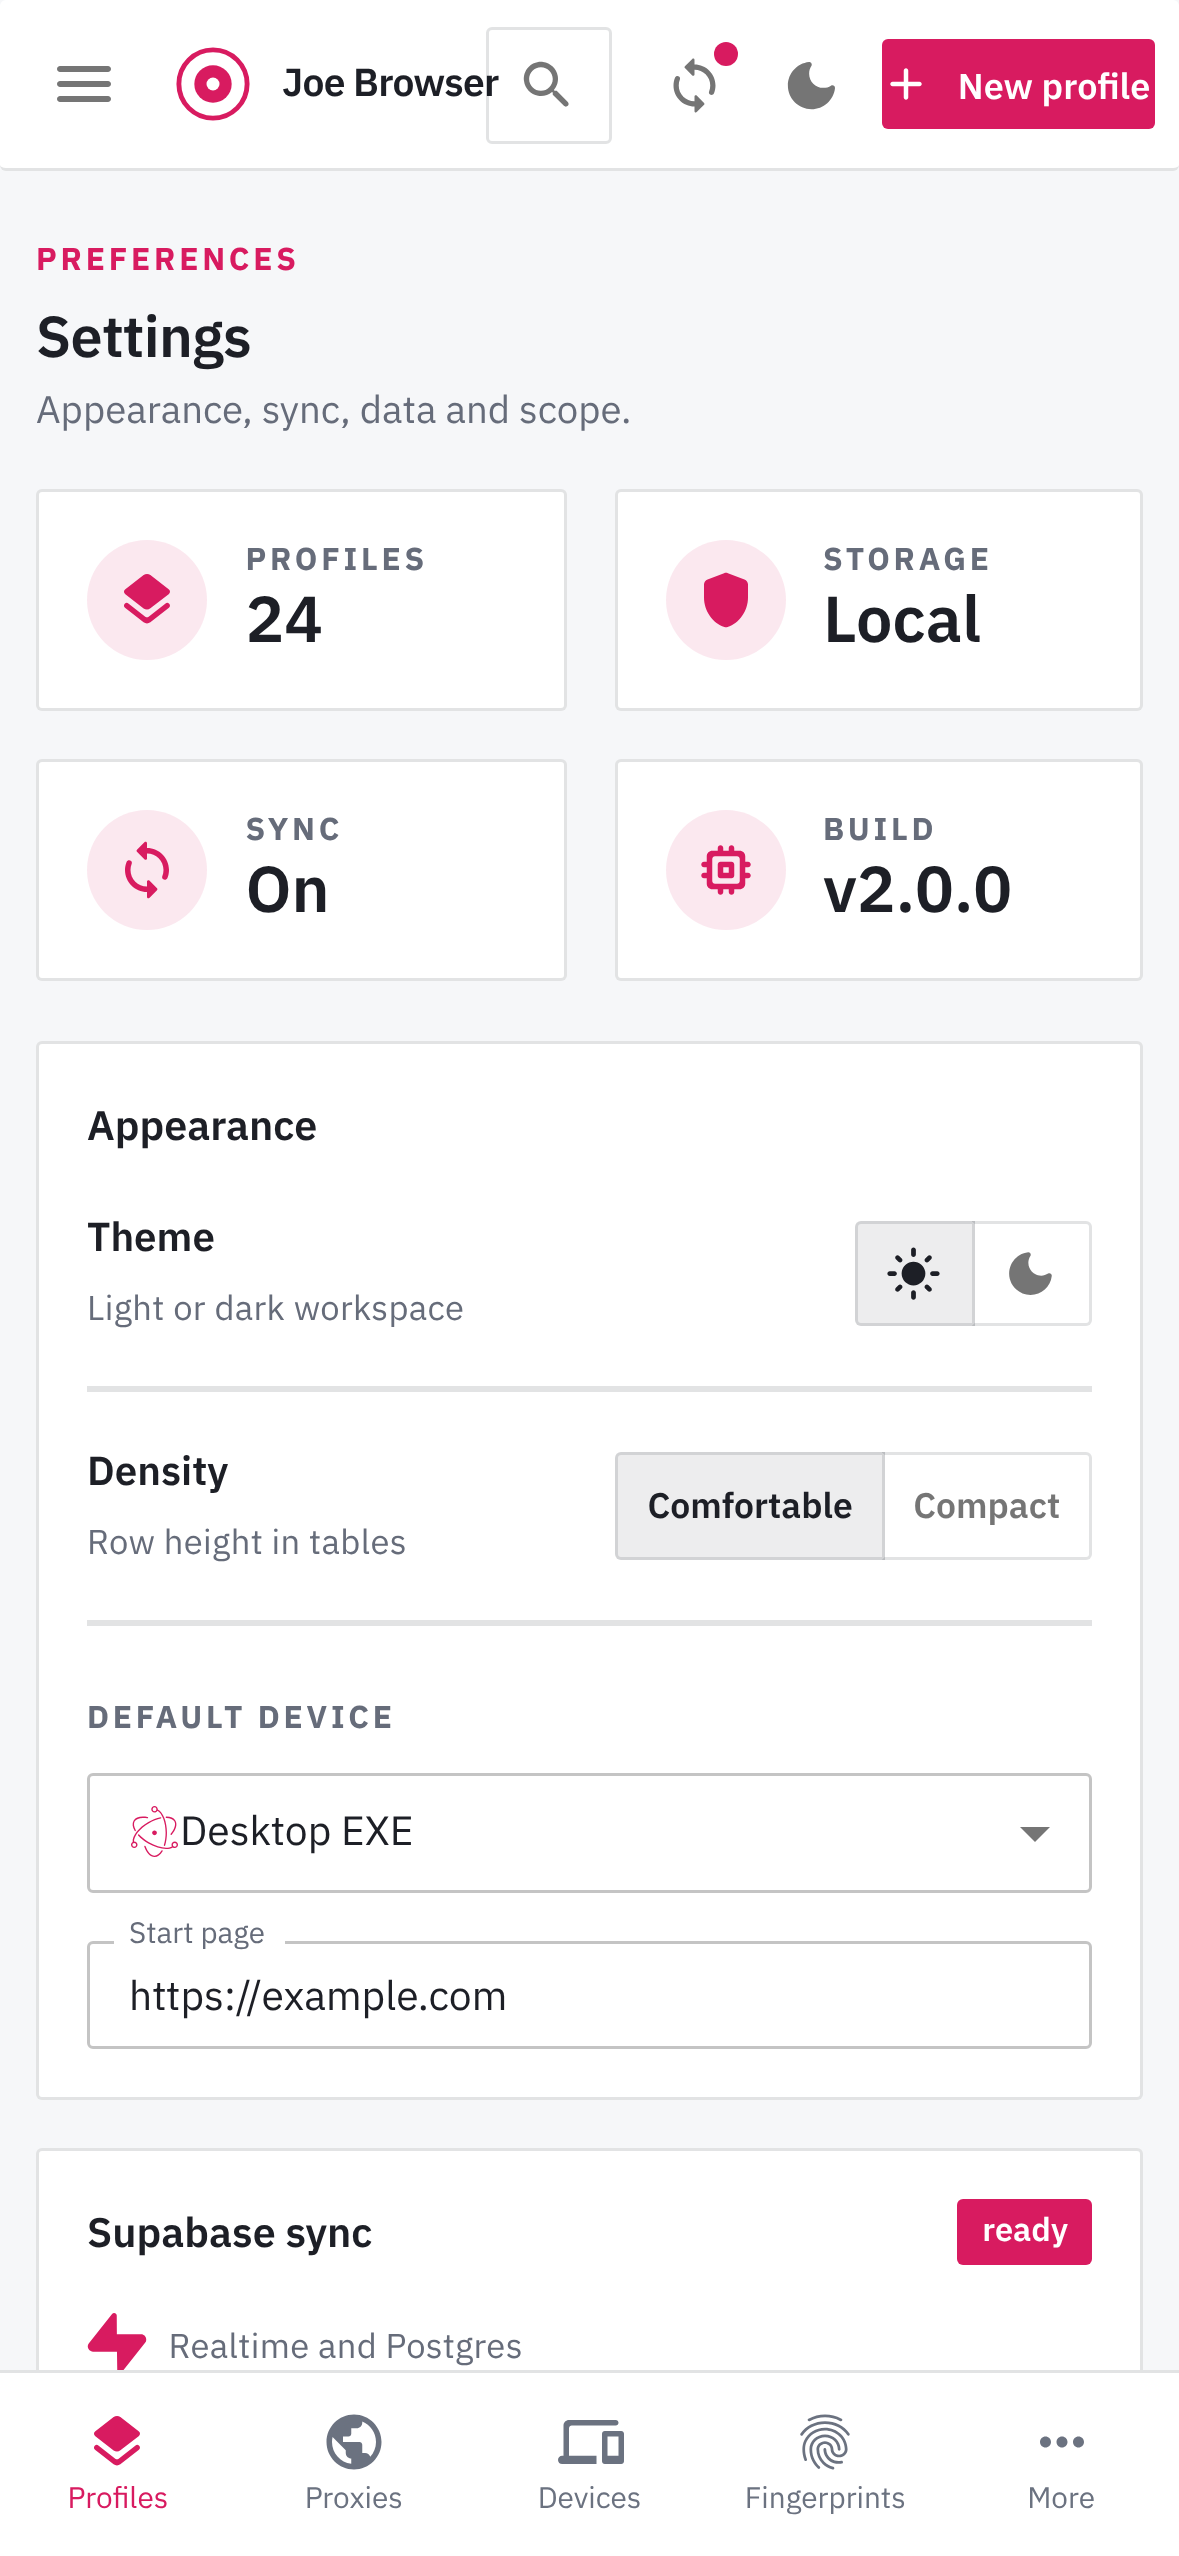 Joe Browser
New profile
PREFERENCES
Settings
Appearance, sync, data and scope.
PROFILES
24
STORAGE
Local
SYNC
On
BUILD
v2.0.0
Appearance
Theme
Light or dark workspace
Density
Row height in tables
Comfortable
Compact
DEFAULT DEVICE
Desktop EXE
Start page
https://example.com
Supabase sync
ready
Realtime and Postgres
Profiles
Proxies
Devices
Fingerprints
More